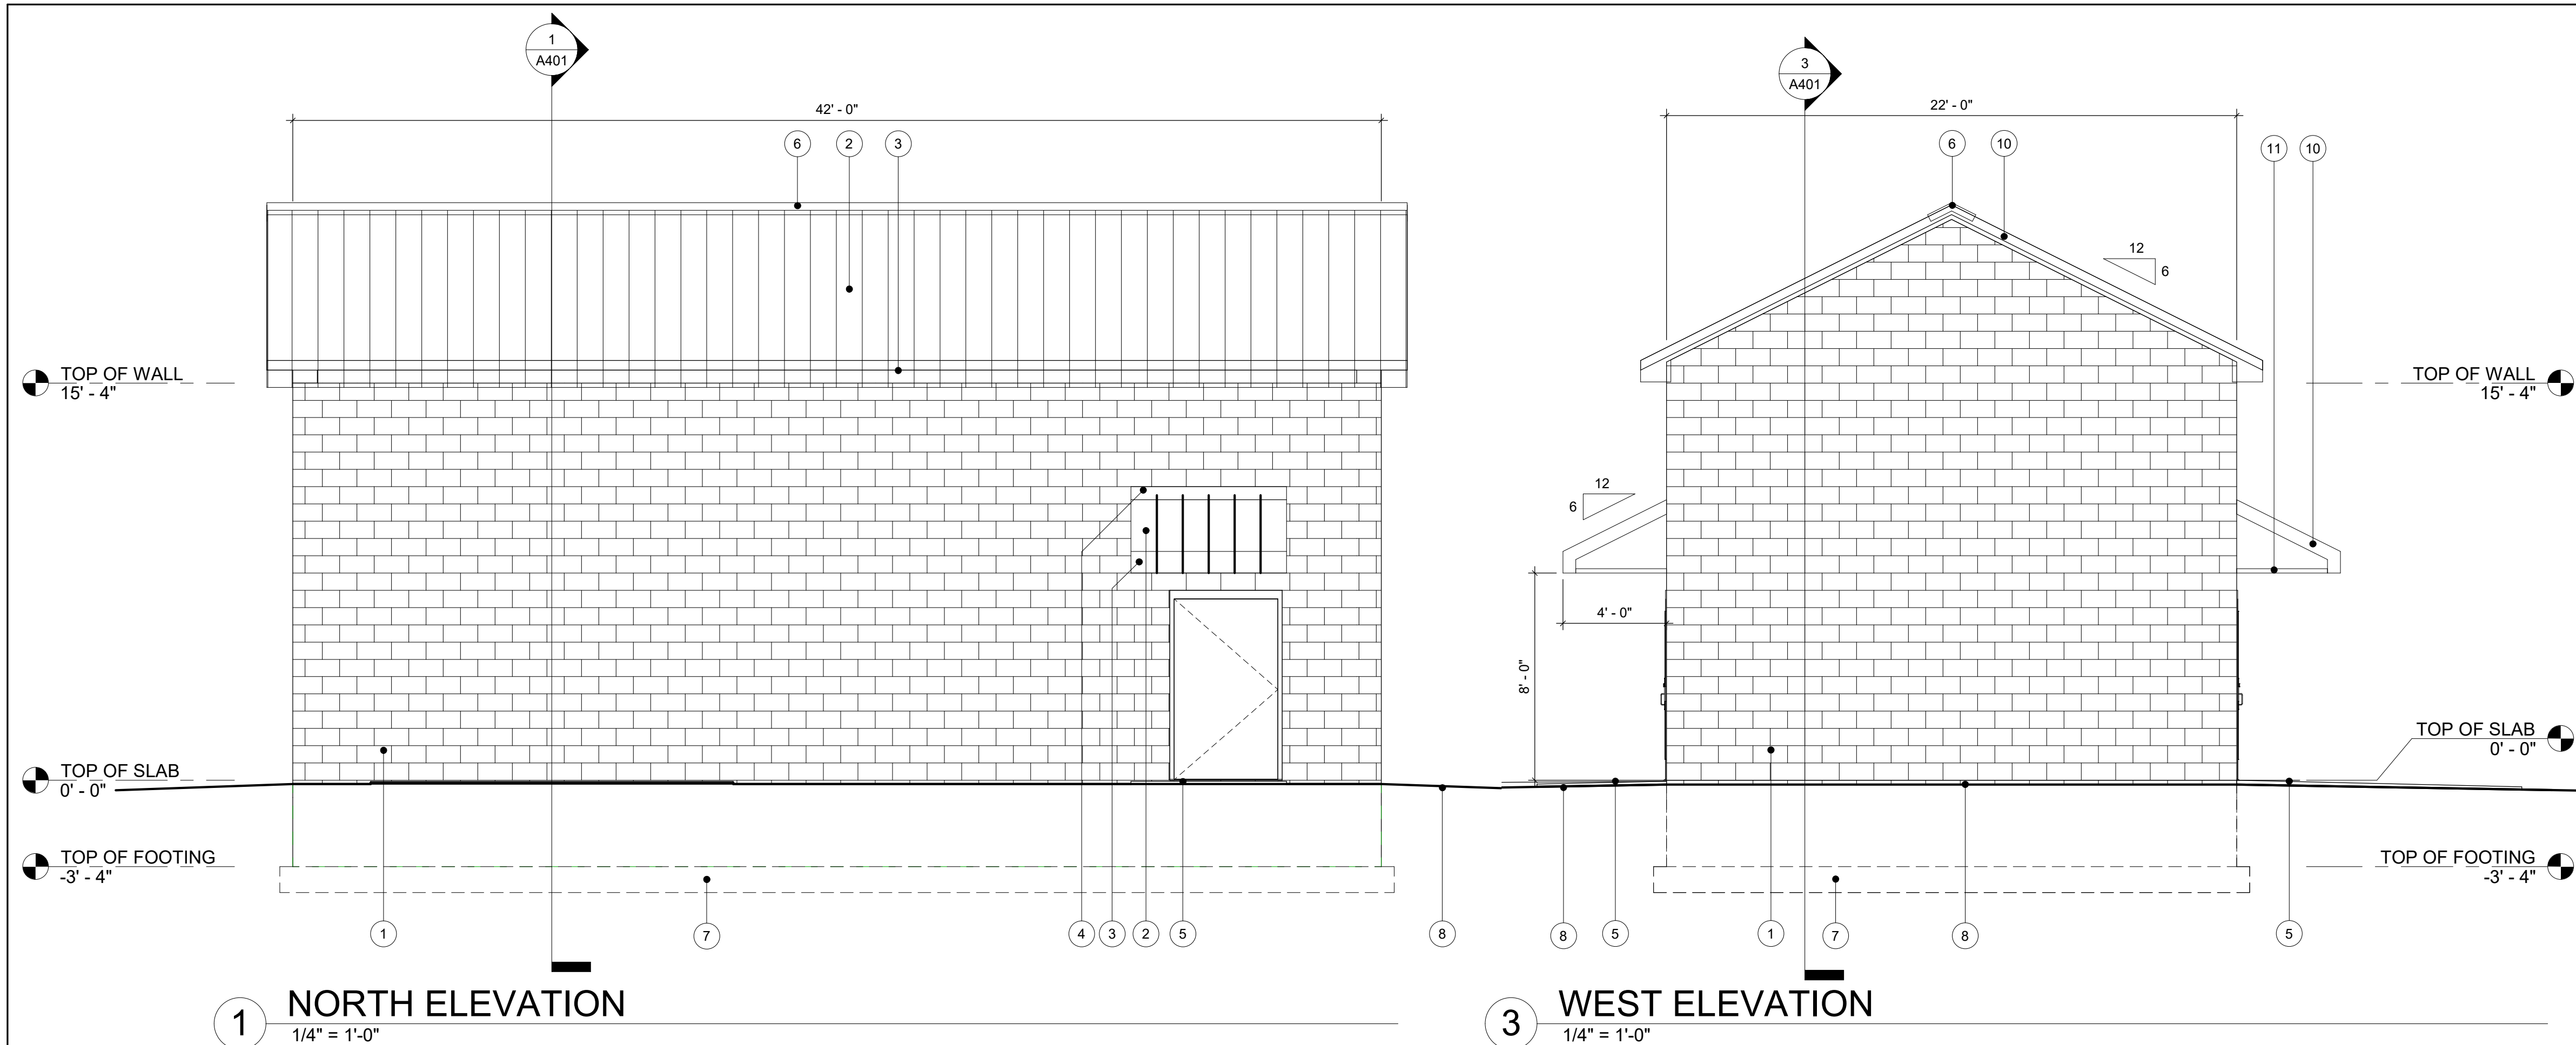 1
A401
42' - 0"
6
2
3
TOP OF WALL
15' - 4"
TOP OF SLAB
0' - 0"
TOP OF FOOTING
-3' - 4"
1
7
4
3
2
5
8
1
NORTH ELEVATION
1/4" = 1'-0"
3
A401
22' - 0"
6
10
11
10
12
6
12
6
4' - 0"
8' - 0"
TOP OF WALL
15' - 4"
TOP OF SLAB
0' - 0"
TOP OF FOOTING
-3' - 4"
8
5
1
7
8
5
3
WEST ELEVATION
1/4" = 1'-0"